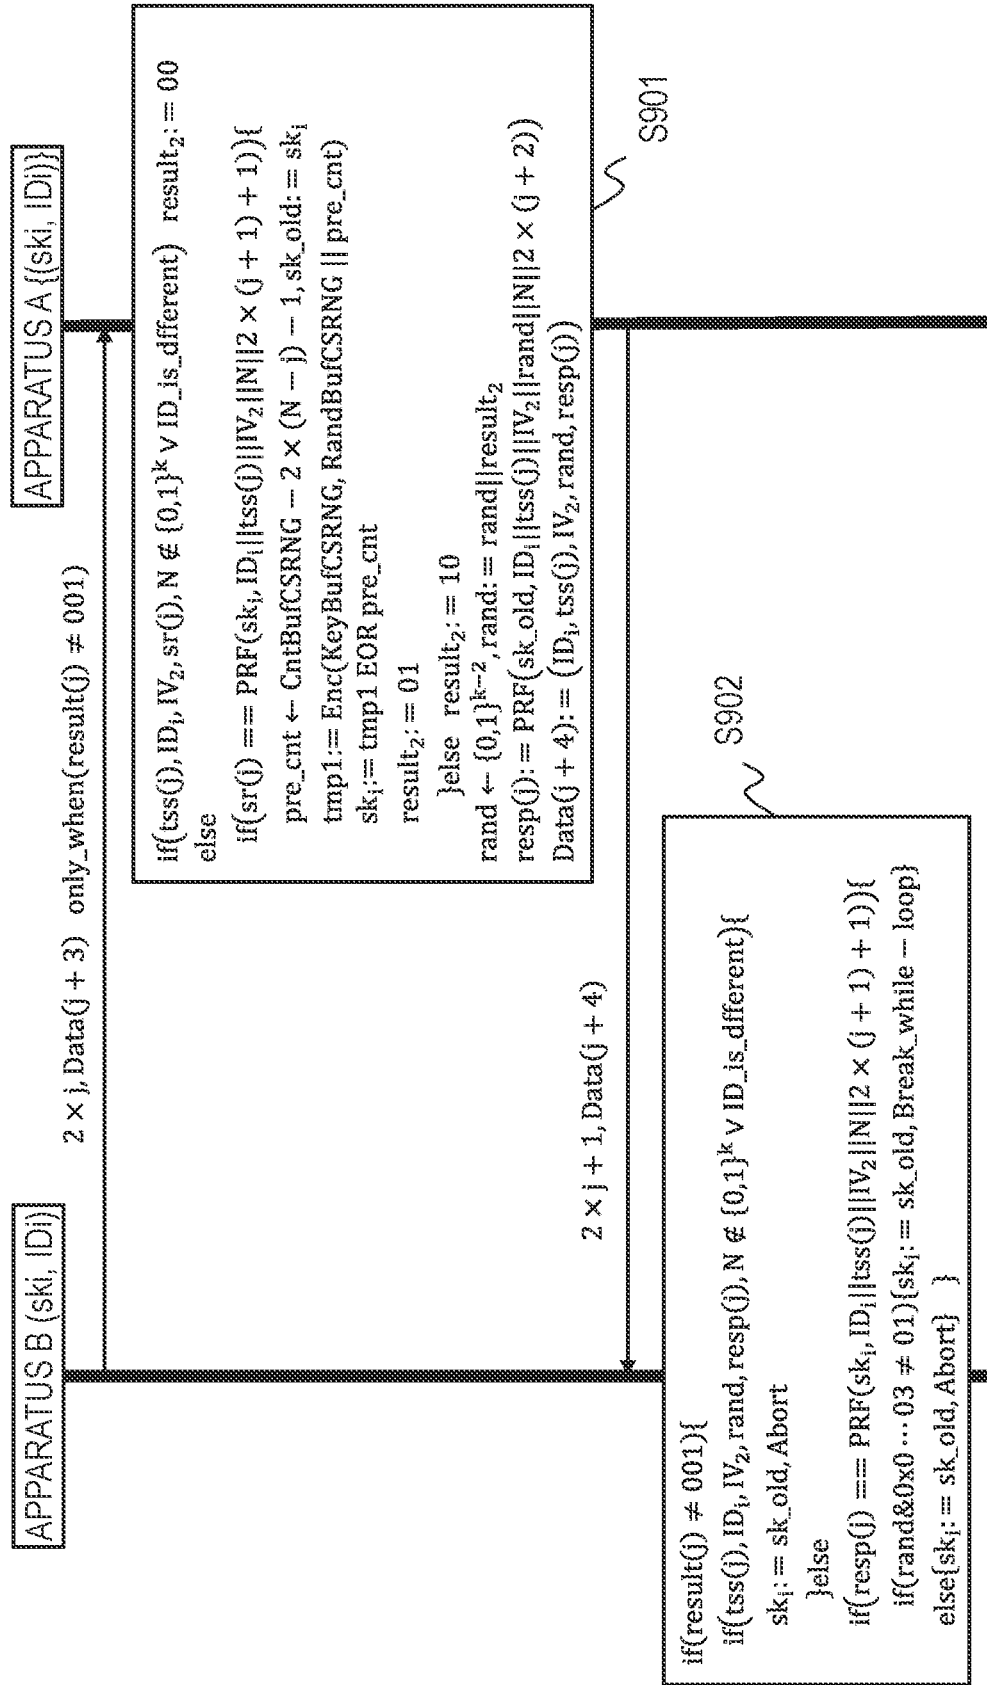 APPARATUS B (ski, IDi)
APPARATUS A {(ski, IDi)}
2 × j, Data(j + 3) only_when(result(j) ≠ 001)
if(tss(j), ID_i, IV_2, sr(j), N ∉ {0,1}^k ∨ ID_is_dfferent) result_2 := 00
else
if(sr(j) == PRF(sk_i, ID_i||tss(j)||IV_2||N||2 × (j + 1) + 1)){
pre_cnt ← CntBufCSRNG − 2 × (N − j) − 1, sk_old: = sk_i
tmp1: = Enc(KeyBufCSRNG, RandBufCSRNG || pre_cnt)
sk_i: = tmp1 EOR pre_cnt
result_2: = 01
}else result_2: = 10
rand ← {0,1}^{k−2}, rand: = rand||result_2
resp(j): = PRF(sk_old, ID_i||tss(j)||IV_2||rand||N||2 × (j + 2))
Data(j + 4): = (ID_i, tss(j), IV_2, rand, resp(j))
S901
2 × j + 1, Data(j + 4)
if(result(j) ≠ 001){
if(tss(j), ID_i, IV_2, rand, resp(j), N ∉ {0,1}^k ∨ ID_is_dfferent){
sk_i: = sk_old, Abort
}else
if(resp(j) == PRF(sk_i, ID_i||tss(j)||IV_2||N||2 × (j + 1) + 1)){
if(rand&0x0 ⋯ 03 ≠ 01){sk_i: = sk_old, Break_while − loop}
else{sk_i: = sk_old, Abort} }
S902